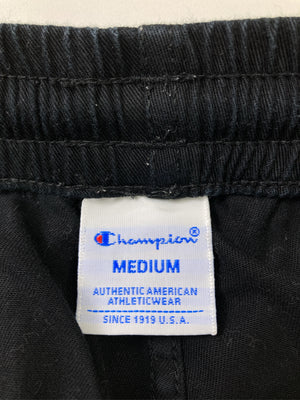 Champion®
MEDIUM
AUTHENTIC AMERICAN
ATHLETICWEAR
SINCE 1919 U.S.A.